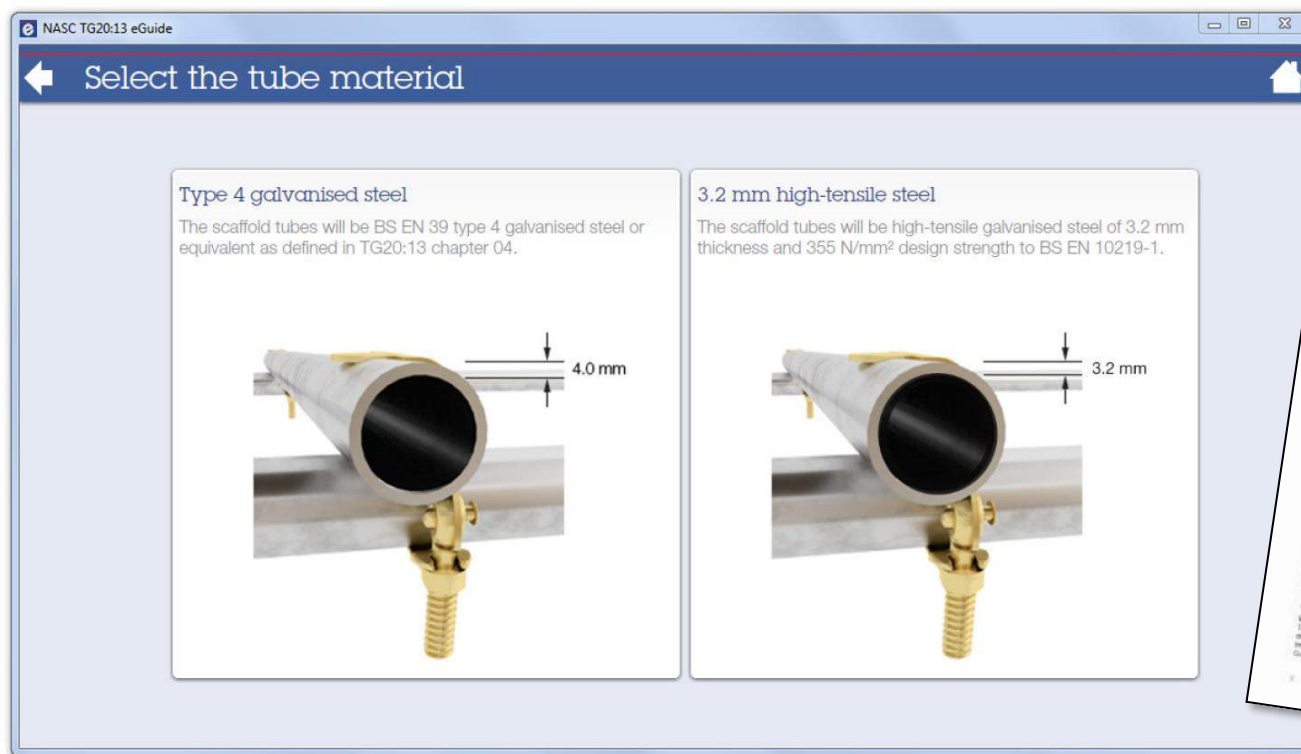 NASC TG20:13 eGuide
Select the tube material
Type 4 galvanised steel
The scaffold tubes will be BS EN 39 type 4 galvanised steel or
equivalent as defined in TG20:13 chapter 04.
4.0 mm
3.2 mm high-tensile steel
The scaffold tubes will be high-tensile galvanised steel of 3.2 mm
thickness and 355 N/mm² design strength to BS EN 10219-1.
3.2 mm